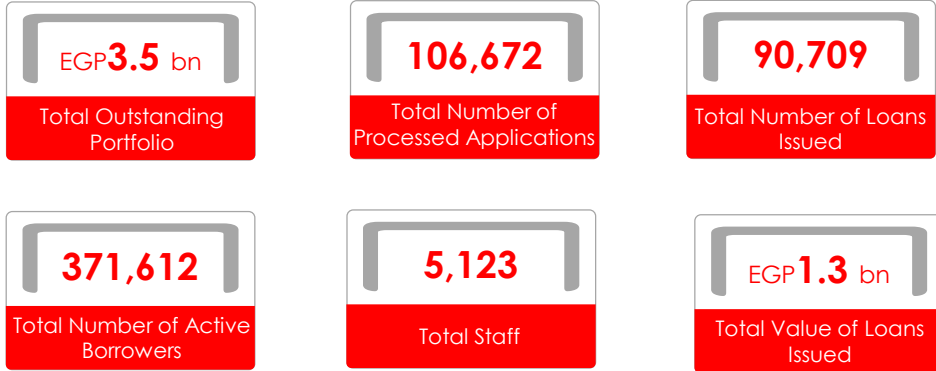 EGP3.5 bn
Total Outstanding
Portfolio
106,672
Total Number of
Processed Applications
90,709
Total Number of Loans
Issued
371,612
Total Number of Active
Borrowers
5,123
Total Staff
EGP1.3 bn
Total Value of Loans
Issued